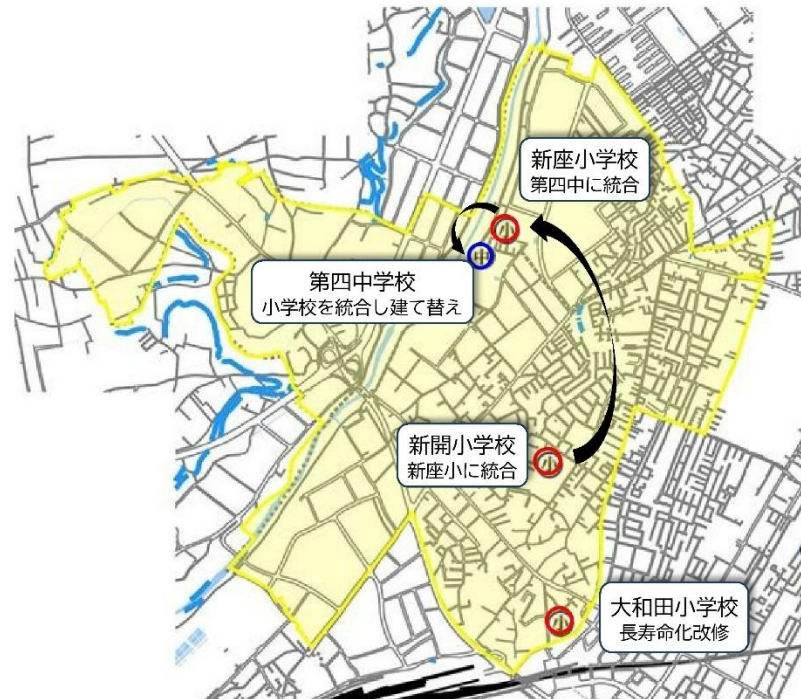 新座小学校
第四中に統合
小
中
第四中学校
小学校を統合し建て替え
新開小学校
新座小に統合
小
大和田小学校
長寿命化改修
小